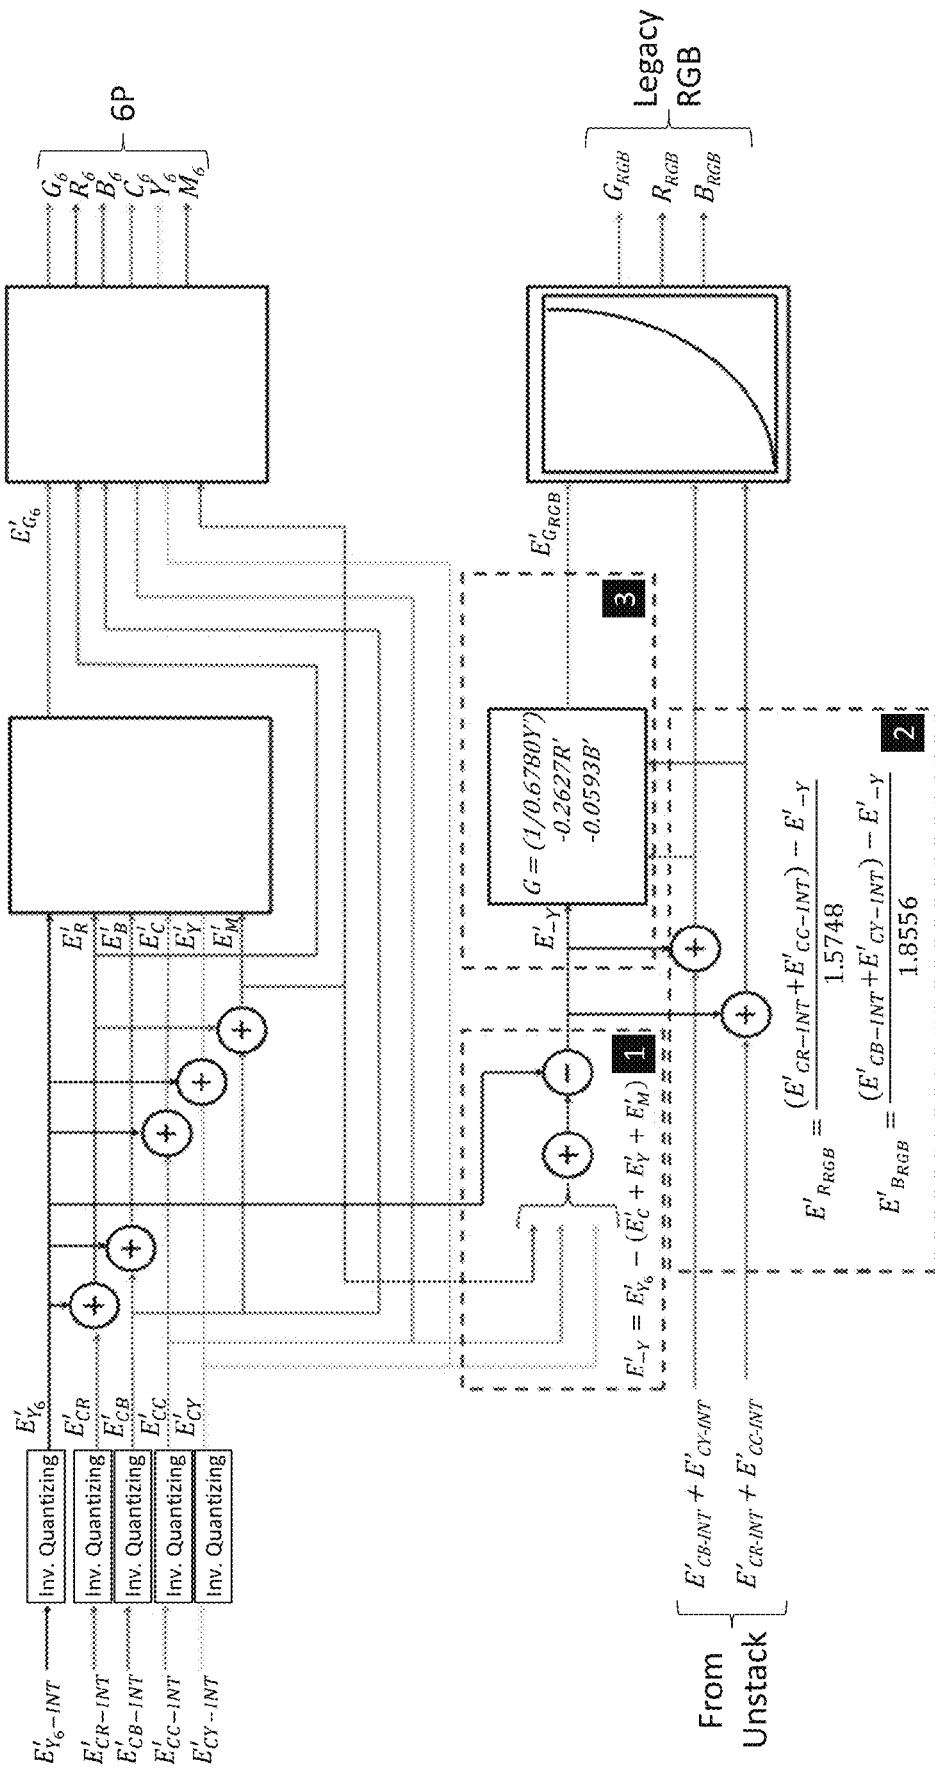 E'Y6-INT
E'CR-INT
E'CB-INT
E'CC-INT
E'CY-INT
Inv. Quantizing
Inv. Quantizing
Inv. Quantizing
Inv. Quantizing
Inv. Quantizing
E'Y6
E'CR
E'CB
E'CC
E'CY
+
+
+
+
+
E'R
E'B
E'C
E'Y
E'M
E'G6
G6
R6
B6
C6
Y6
M6
6P
E'-Y = E'Y6 - (E'C + E'Y + E'M)
1
+
-
E'-Y
G = (1/0.6780Y')
-0.2627R'
-0.0593B'
3
E'GRGB
From
Unstack
E'CB-INT + E'CY-INT
E'CR-INT + E'CC-INT
+
+
E'RRGB = (E'CR-INT+E'CC-INT) - E'-Y
1.5748
E'BRGB = (E'CB-INT+E'CY-INT) - E'-Y
1.8556
2
GRGB
RRGB
BRGB
Legacy
RGB